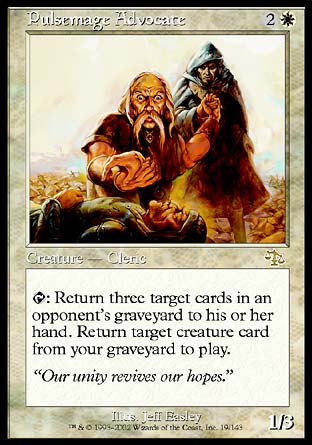 Pulsemage Advocate 2
Creature — Cleric
: Return three target cards in an
opponent's graveyard to his or her
hand. Return target creature card
from your graveyard to play.
“Our unity revives our hopes.”
Illus. Jeff Easley
™ & © 1993–2002 Wizards of the Coast, Inc. 19/143
1/3